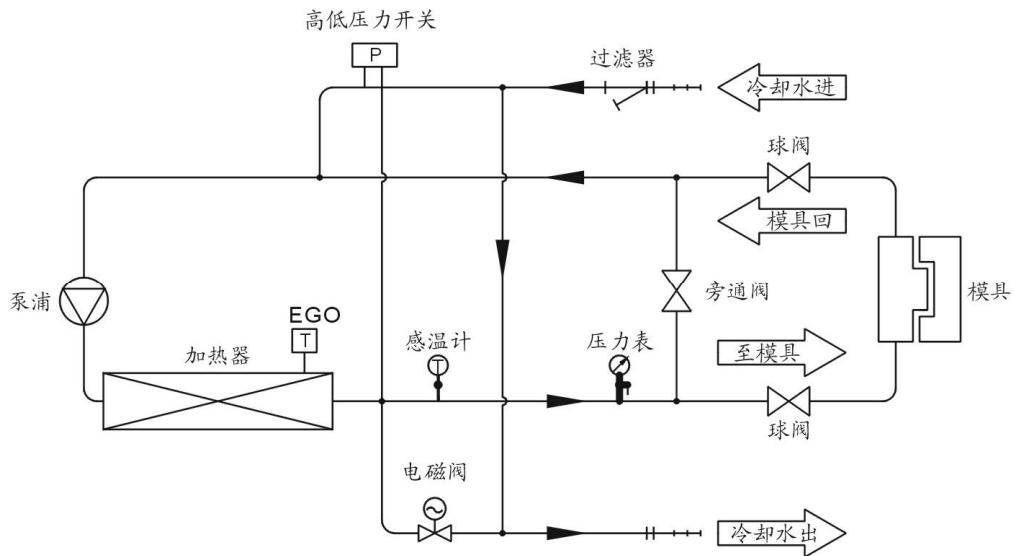 高低压力开关
P
过滤器
冷却水进
球阀
模具回
泵浦
EGO
T
加热器
感温计
T
压力表
旁通阀
模具
至模具
球阀
电磁阀
冷却水出